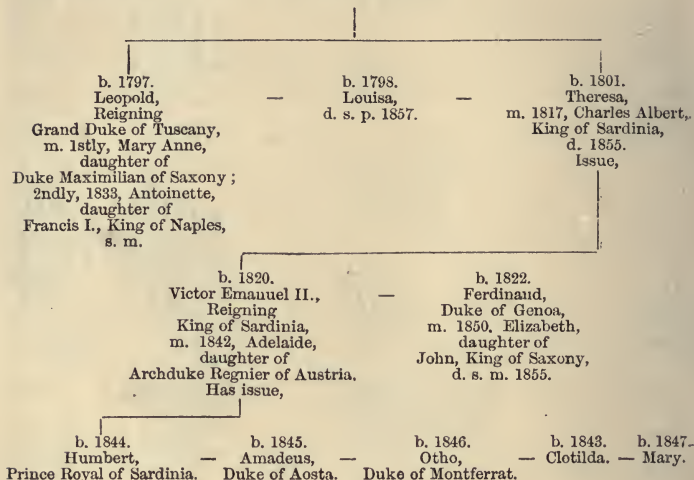 b. 1797.
Leopold,
Reigning
Grand Duke of Tuscany,
m. 1stly, Mary Anne,
daughter of
Duke Maximilian of Saxony;
2ndly, 1833, Antoinette,
daughter of
Francis I., King of Naples,
s. m.
— b. 1798.
Louisa,
d. s. p. 1857.
— b. 1801.
Theresa,
m. 1817, Charles Albert,
King of Sardinia,
d. 1855.
Issue,
b. 1820.
Victor Emanuel II.,
Reigning
King of Sardinia,
m. 1842, Adelaide,
daughter of
Archduke Regnier of Austria.
Has issue,
— b. 1822.
Ferdinand,
Duke of Genoa,
m. 1850. Elizabeth,
daughter of
John, King of Saxony,
d. s. m. 1855.
b. 1844.
Humbert,
Prince Royal of Sardinia.
— b. 1845.
Amadeus,
Duke of Aosta.
— b. 1846.
Otho,
Duke of Montferrat.
— b. 1843.
Clotilda.
— b. 1847.
Mary.